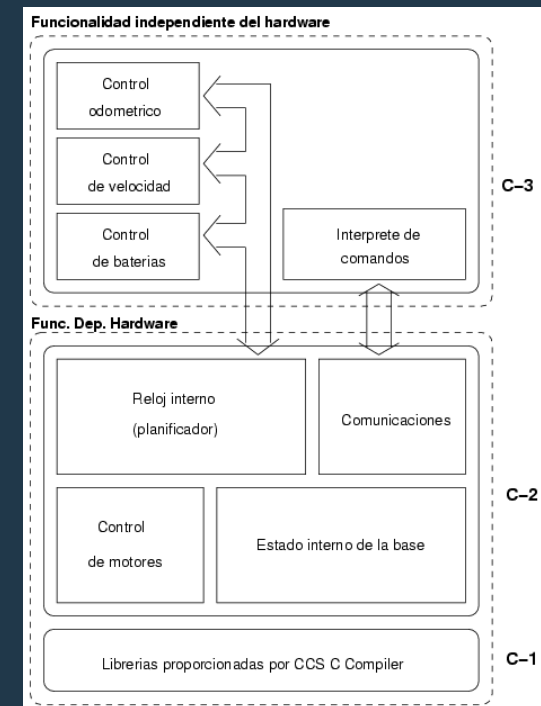 Funcionalidad independiente del hardware
Control
odometrico
Control
de velocidad
Control
de baterias
Interprete de
comandos
C–3
Func. Dep. Hardware
Reloj interno
(planificador)
Comunicaciones
Control
de motores
Estado interno de la base
C–2
Librerias proporcionadas por CCS C Compiler
C–1